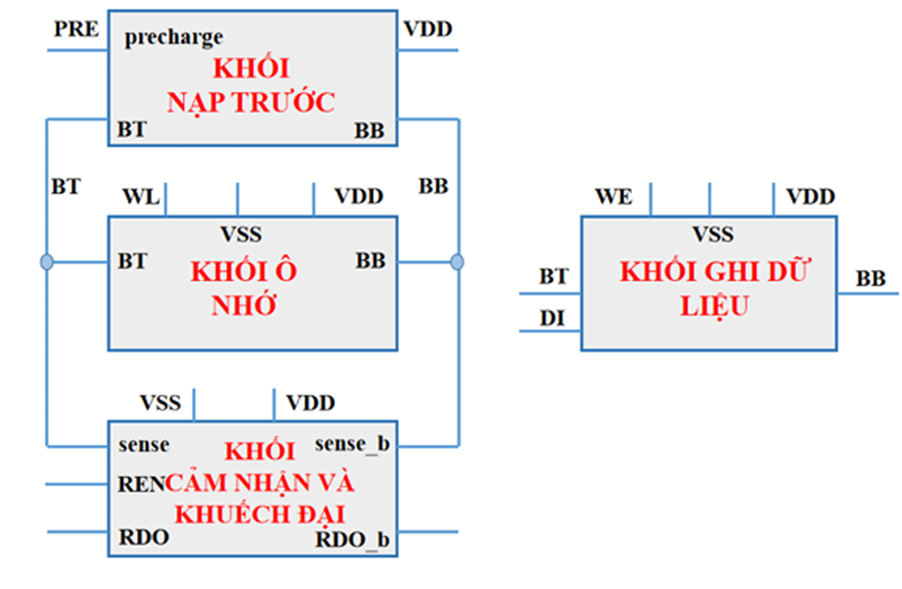 PRE
VDD
precharge
KHỐI
NẠP TRƯỚC
BT
BB
BT
BB
WL
VDD
VSS
BT
BB
KHỐI Ô
NHỚ
WE
VDD
VSS
BT
BB
KHỐI GHI DỮ
LIỆU
DI
VSS
VDD
sense
KHỐI
sense_b
REN
CẢM NHẬN VÀ
KHUẾCH ĐẠI
RDO
RDO_b